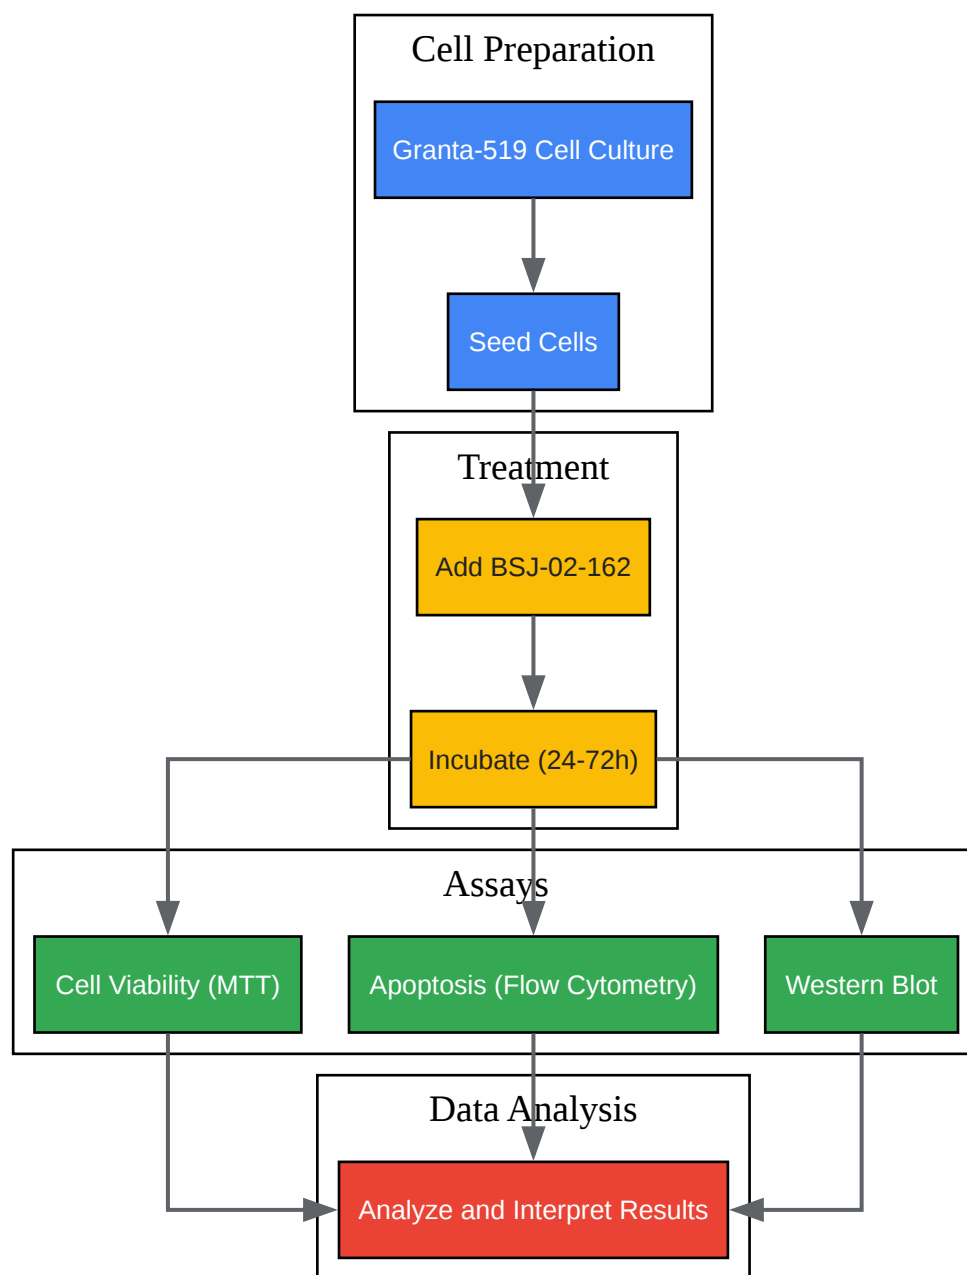 Cell Preparation
Granta-519 Cell Culture
Seed Cells
Treatment
Add BSJ-02-162
Incubate (24-72h)
Assays
Cell Viability (MTT)
Apoptosis (Flow Cytometry)
Western Blot
Data Analysis
Analyze and Interpret Results